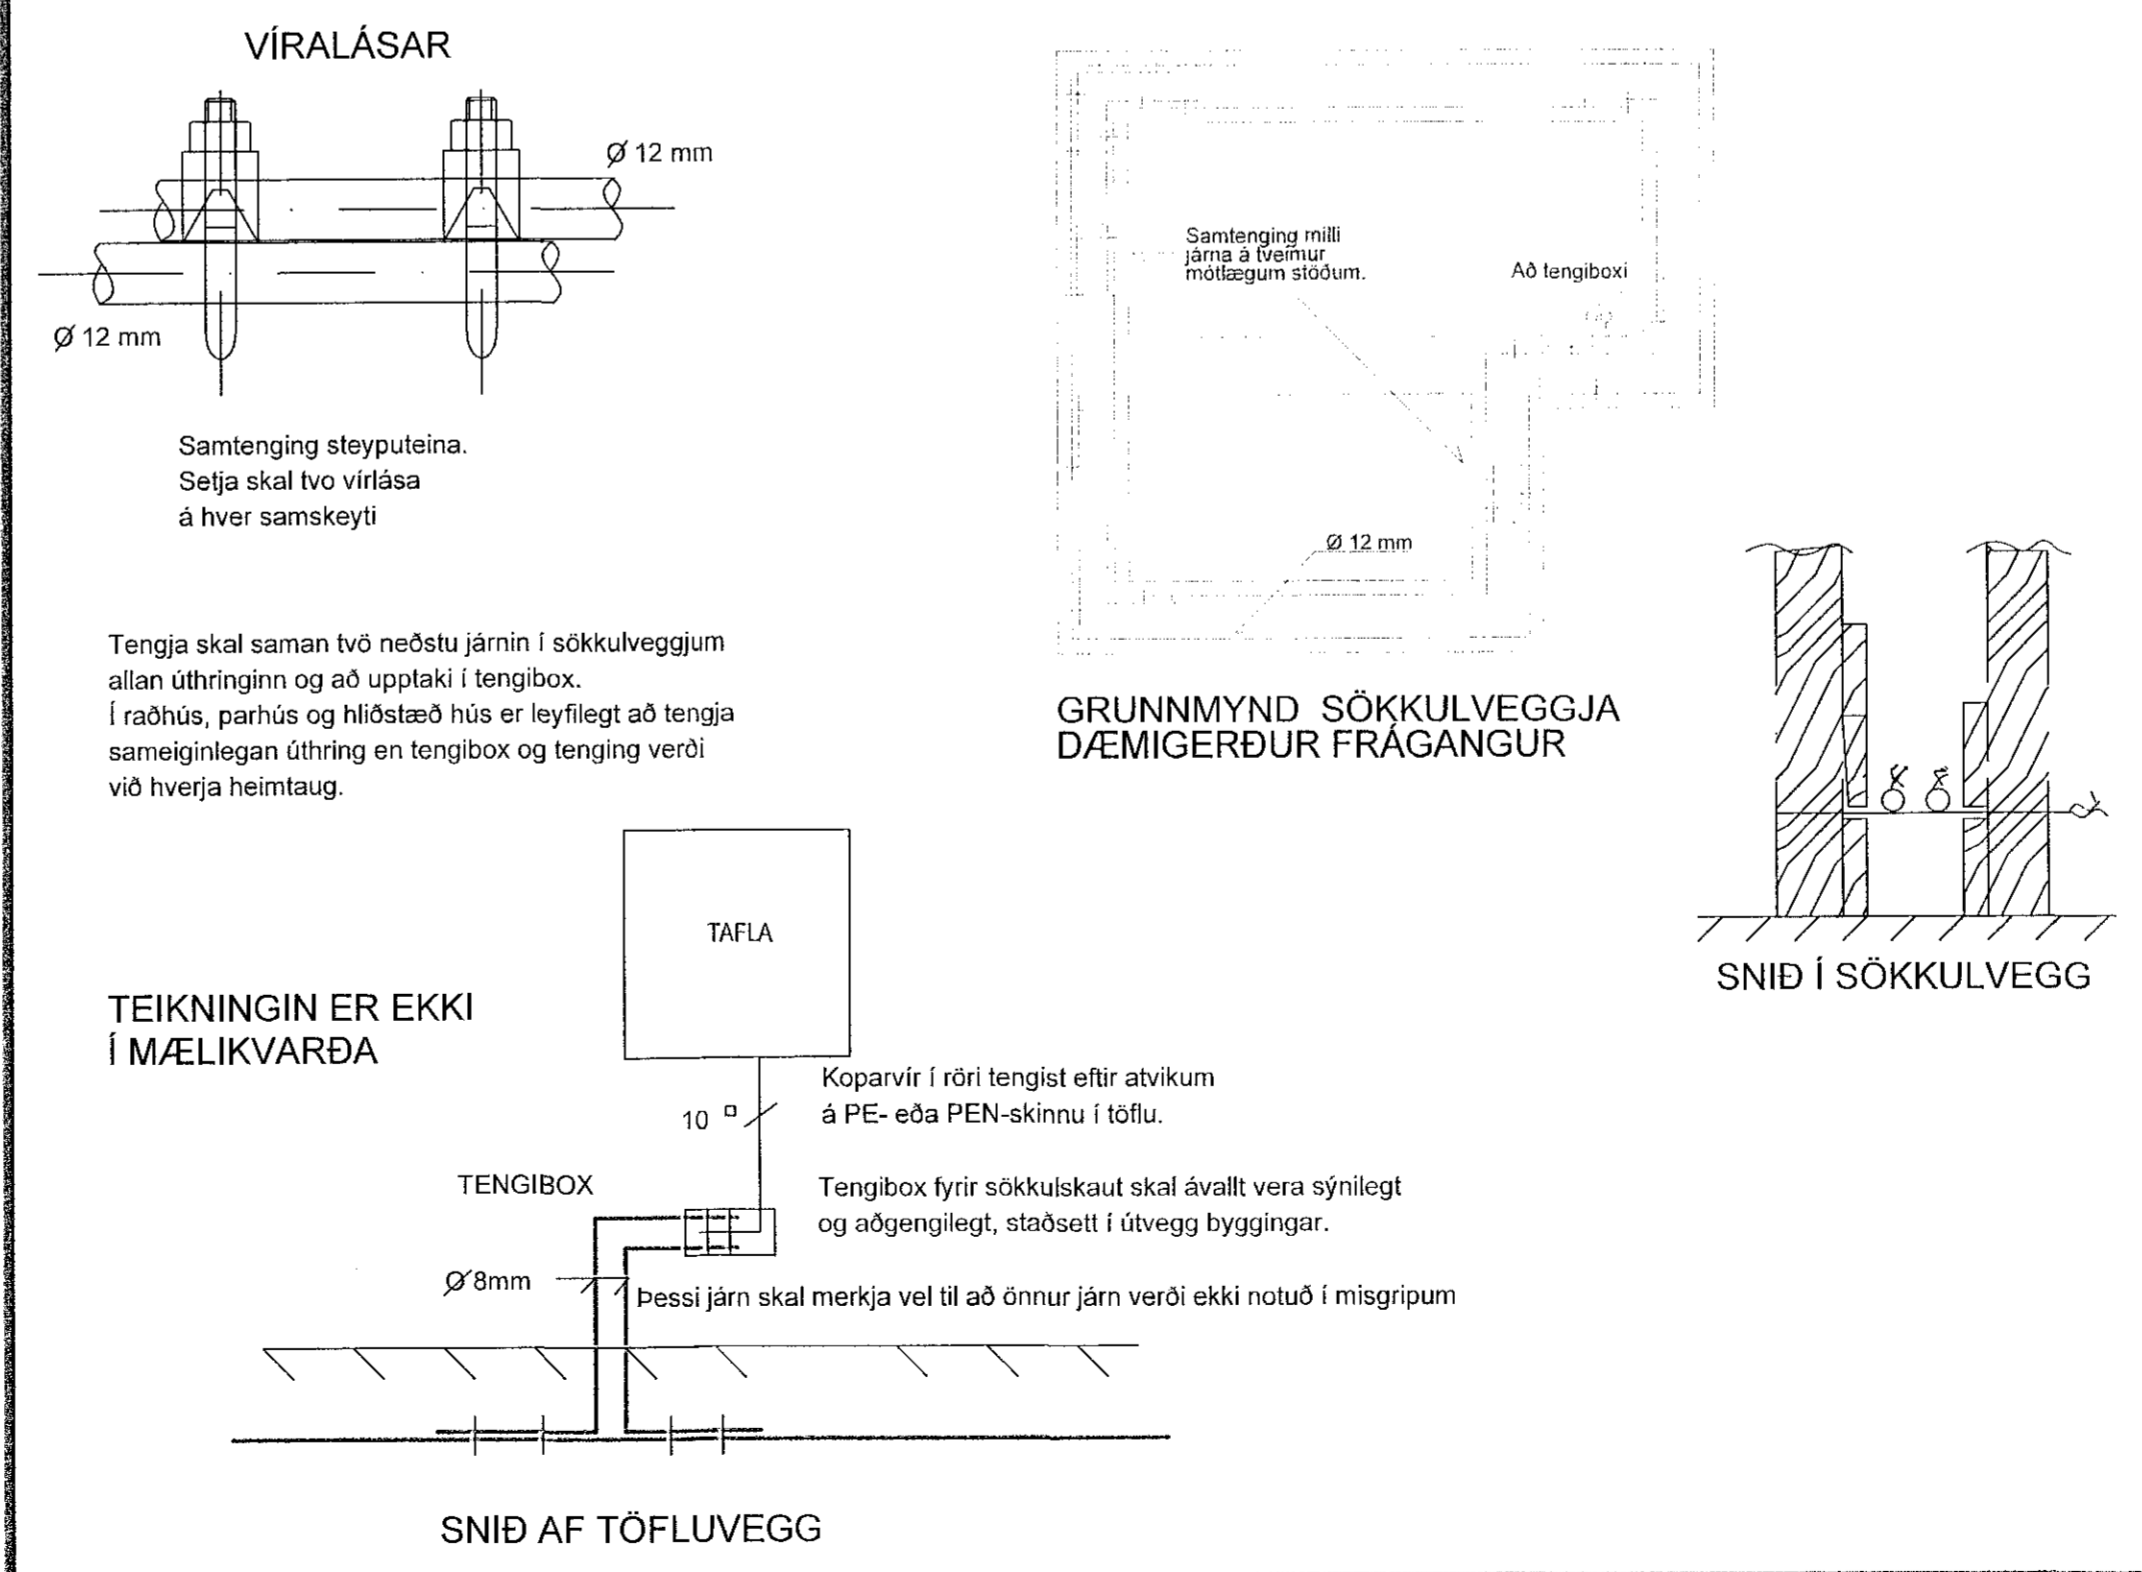 VÍRALÁSAR
Ø 12 mm
Ø 12 mm
Samtenging steyputeina.
Setja skal tvo vírlása
á hver samskeyti
Samtenging milli
járna á tveimur
mótlægum stöðum.
Að tengiboxi
Ø 12 mm
GRUNNMYND SÖKKULVEGGJA
DÆMIGERÐUR FRÁGANGUR
Tengja skal saman tvö neðstu járnin í sökkulveggjum
allan úthringinn og að upptaki í tengibox.
Í raðhús, parhús og hliðstæð hús er leyfilegt að tengja
sameiginlegan úthring en tengibox og tenging verði
við hverja heimtaug.
SNIÐ Í SÖKKULVEGG
TEIKNINGIN ER EKKI
Í MÆLIKVARÐA
TAFLA
Koparvír í röri tengist eftir atvikum
á PE- eða PEN-skinnu í töflu.
10 □
TENGIBOX
Tengibox fyrir sökkulskaut skal ávallt vera sýnilegt
og aðgengilegt, staðsett í útvegg byggingar.
Ø 8mm
Þessi járn skal merkja vel til að önnur járn verði ekki notuð í misgripum
SNIÐ AF TÖFLUVEGG